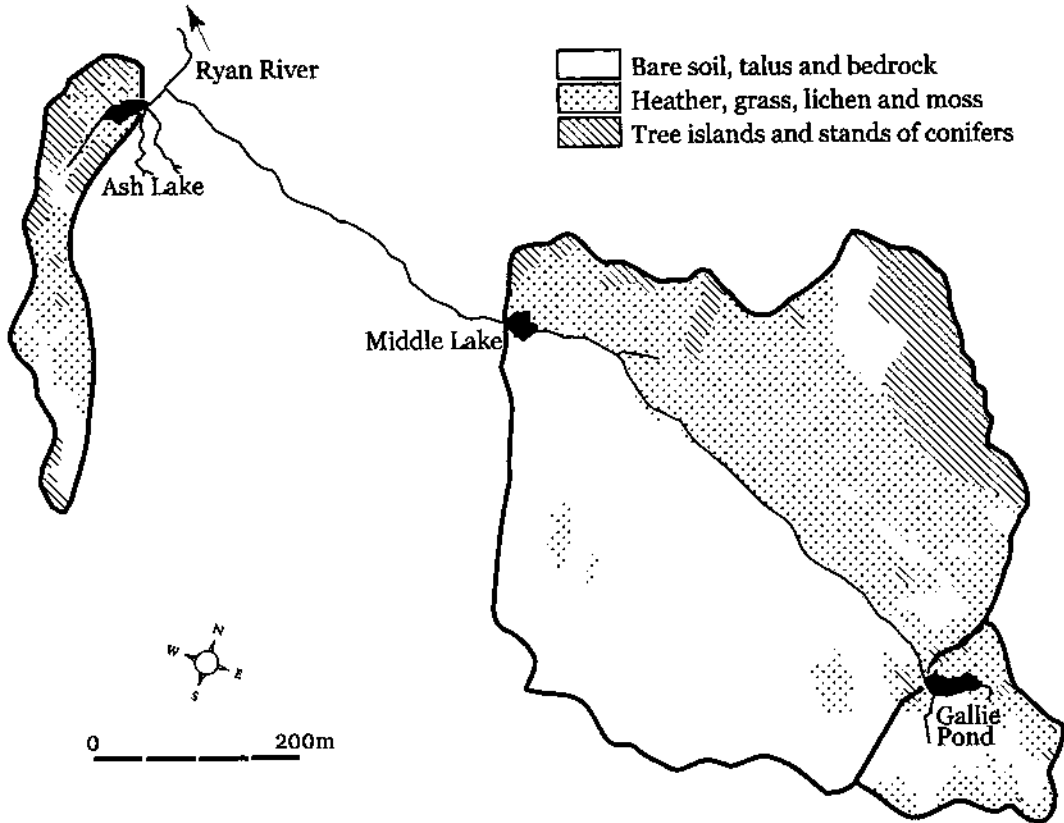 Ryan River
Bare soil, talus and bedrock
Heather, grass, lichen and moss
Tree islands and stands of conifers
Ash Lake
Middle Lake
N
W
E
S
Gallie
Pond
0
200m